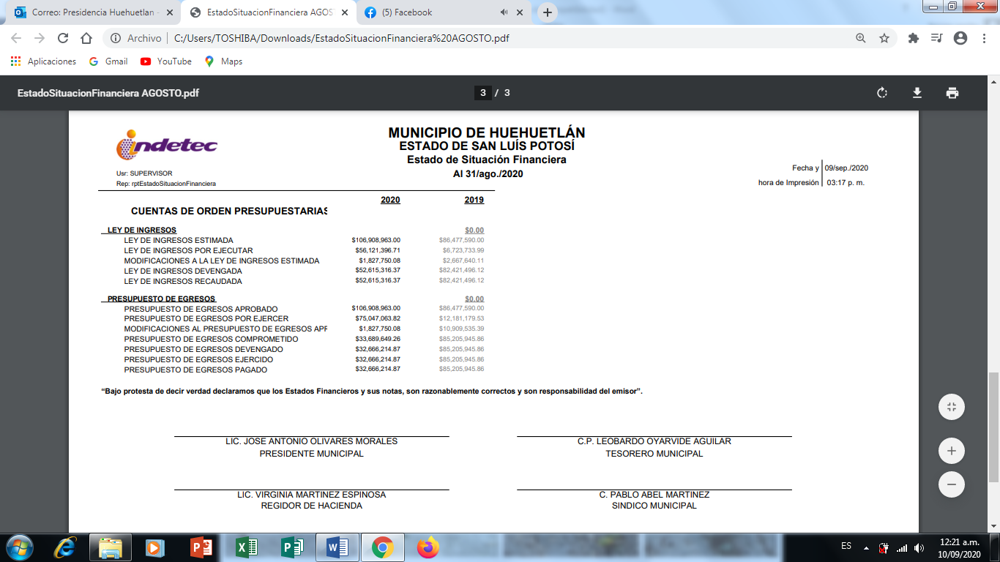 Correo: Presidencia Huehuetlan -
EstadoSituacionFinanciera AGOS
(5) Facebook
Archivo C:/Users/TOSHIBA/Downloads/EstadoSituacionFinanciera%20AGOSTO.pdf
Aplicaciones Gmail YouTube Maps
EstadoSituacionFinanciera AGOSTO.pdf 3 / 3
indetec
MUNICIPIO DE HUEHUETLÁN
ESTADO DE SAN LUÍS POTOSÍ
Estado de Situación Financiera
Al 31/ago./2020
Usr: SUPERVISOR
Rep: rptEstadoSituacionFinanciera
Fecha y 09/sep./2020
hora de Impresión 03:17 p. m.
2020 2019
CUENTAS DE ORDEN PRESUPUESTARIAS
LEY DE INGRESOS $0.00
LEY DE INGRESOS ESTIMADA $106,908,963.00 $86,477,590.00
LEY DE INGRESOS POR EJECUTAR $56,121,396.71 $6,723,733.99
MODIFICACIONES A LA LEY DE INGRESOS ESTIMADA $1,827,750.08 $2,667,640.11
LEY DE INGRESOS DEVENGADA $52,615,316.37 $82,421,496.12
LEY DE INGRESOS RECAUDADA $52,615,316.37 $82,421,496.12
PRESUPUESTO DE EGRESOS $0.00
PRESUPUESTO DE EGRESOS APROBADO $106,908,963.00 $86,477,590.00
PRESUPUESTO DE EGRESOS POR EJERCER $75,047,063.82 $12,181,179.53
MODIFICACIONES AL PRESUPUESTO DE EGRESOS APR $1,827,750.08 $10,909,535.39
PRESUPUESTO DE EGRESOS COMPROMETIDO $33,689,649.26 $85,205,945.86
PRESUPUESTO DE EGRESOS DEVENGADO $32,666,214.87 $85,205,945.86
PRESUPUESTO DE EGRESOS EJERCIDO $32,666,214.87 $85,205,945.86
PRESUPUESTO DE EGRESOS PAGADO $32,666,214.87 $85,205,945.86
“Bajo protesta de decir verdad declaramos que los Estados Financieros y sus notas, son razonablemente correctos y son responsabilidad del emisor”.
LIC. JOSE ANTONIO OLIVARES MORALES
PRESIDENTE MUNICIPAL
C.P. LEOBARDO OYARVIDE AGUILAR
TESORERO MUNICIPAL
LIC. VIRGINIA MARTINEZ ESPINOSA
REGIDOR DE HACIENDA
C. PABLO ABEL MARTINEZ
SINDICO MUNICIPAL
ES
12:21 a.m.
10/09/2020